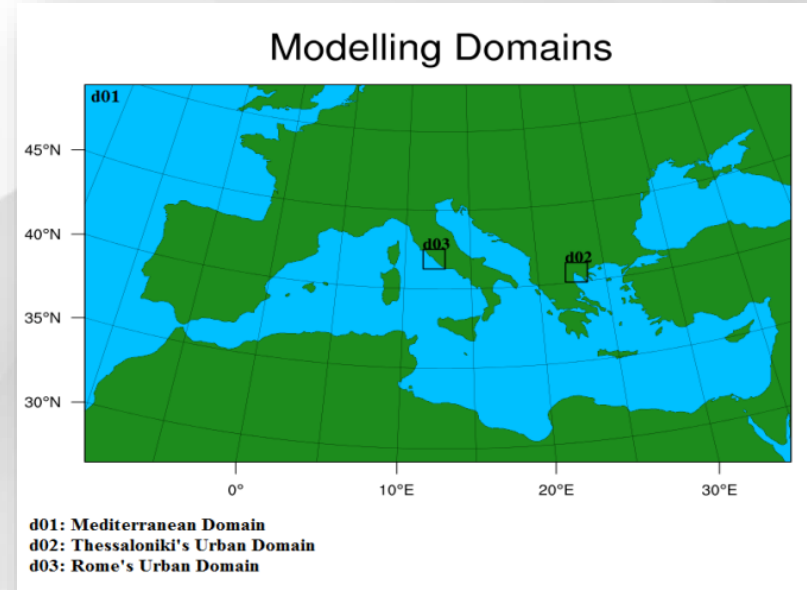 Modelling Domains
d01
45°N
40°N
d03
d02
35°N
30°N
0°
10°E
20°E
30°E
d01: Mediterranean Domain
d02: Thessaloniki's Urban Domain
d03: Rome's Urban Domain